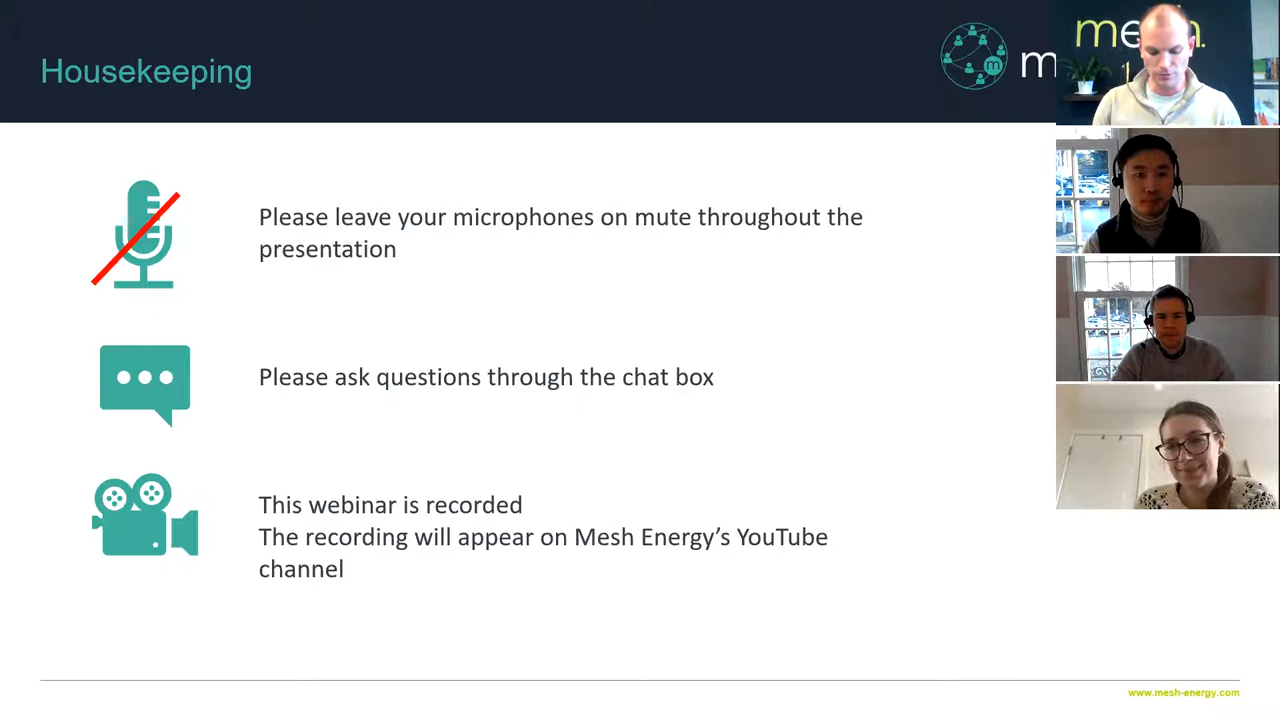 Housekeeping
m
mesh.
Please leave your microphones on mute throughout the
presentation
Please ask questions through the chat box
This webinar is recorded
The recording will appear on Mesh Energy’s YouTube
channel
www.mesh-energy.com